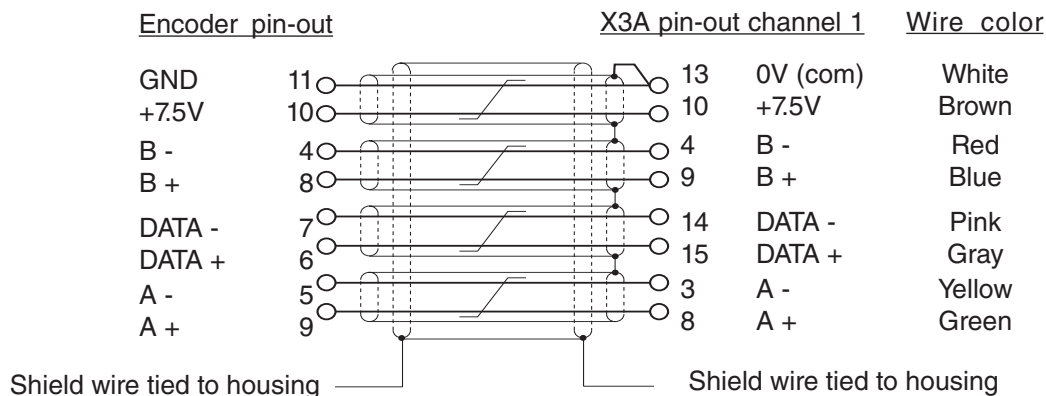 Encoder pin-out X3A pin-out channel 1 Wire color
GND 11 13 0V (com) White
+7.5V 10 10 +7.5V Brown
B - 4 4 B - Red
B + 8 9 B + Blue
DATA - 7 14 DATA - Pink
DATA + 6 15 DATA + Gray
A - 5 3 A - Yellow
A + 9 8 A + Green
Shield wire tied to housing Shield wire tied to housing